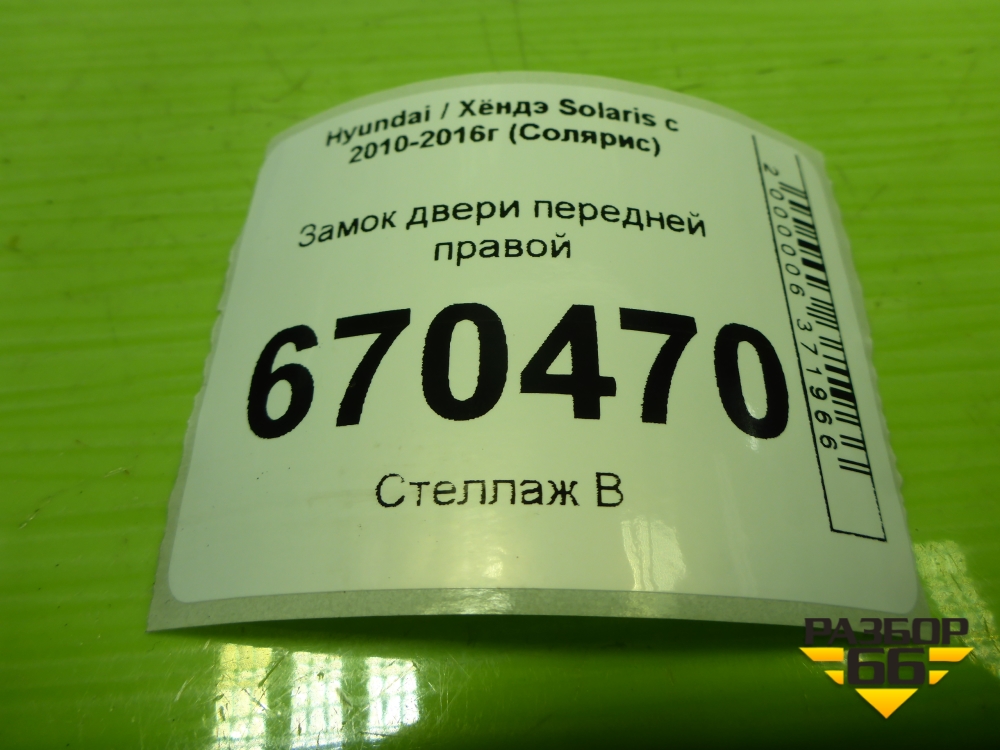 Hyundai / Хёндэ Solaris с
2010-2016г (Солярис)
Замок двери передней
правой
670470
Стеллаж В
2000006371966
РАЗБОР
66